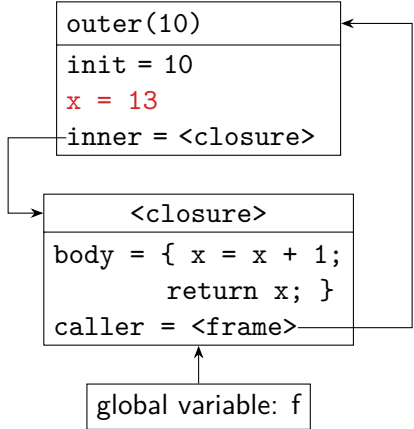 outer(10)
init = 10
x = 13
inner = <closure>
<closure>
body = { x = x + 1;
return x; }
caller = <frame>
global variable: f